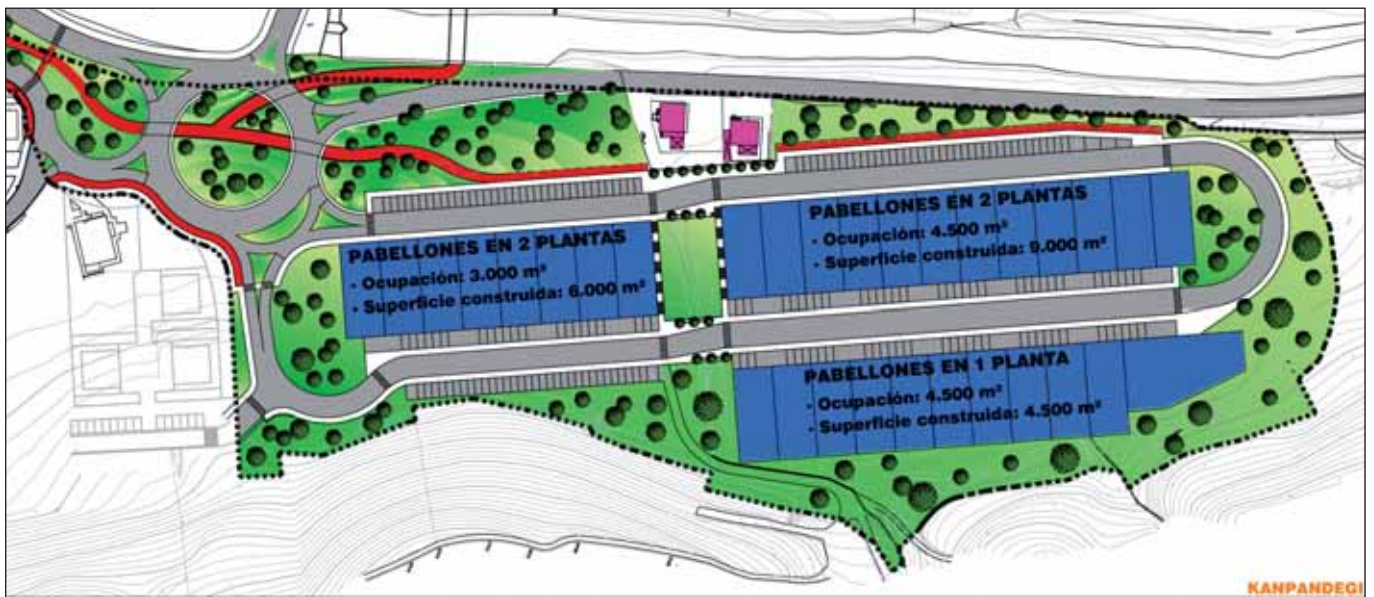 PABELLONES EN 2 PLANTAS
- Ocupación: 3.000 m²
- Superficie construida: 6.000 m²
PABELLONES EN 2 PLANTAS
- Ocupación: 4.500 m²
- Superficie construida: 9.000 m²
PABELLONES EN 1 PLANTA
- Ocupación: 4.500 m²
- Superficie construida: 4.500 m²
KANPANDEGI